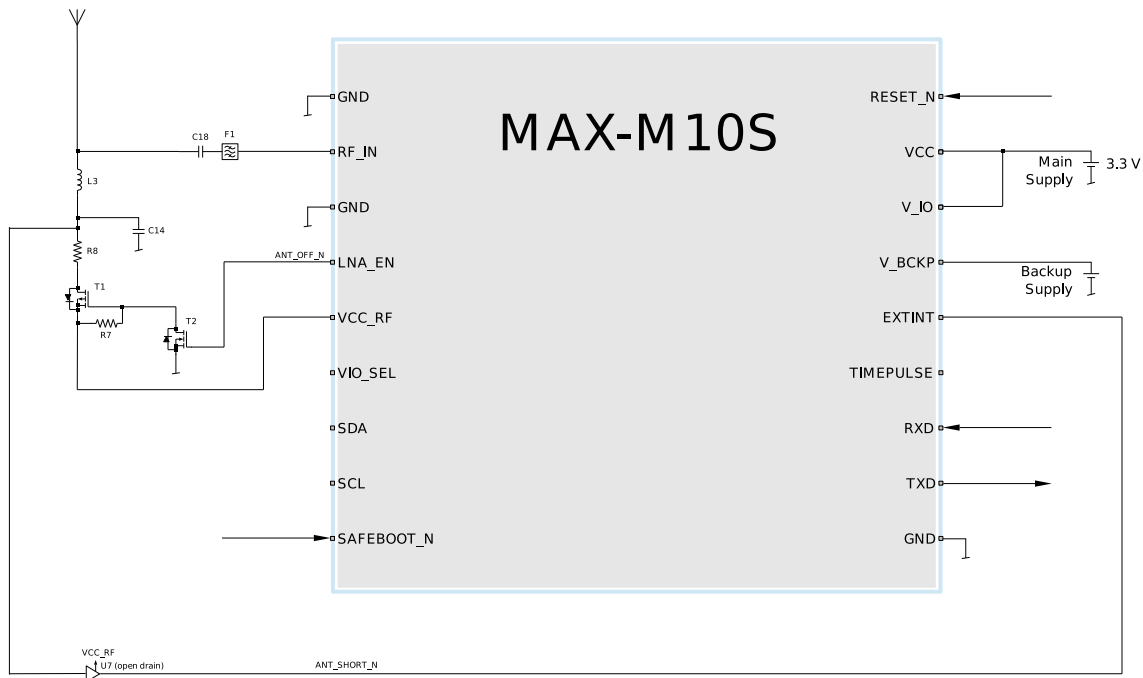 MAX-M10S
GND
RESET_N
C18
F1
RF_IN
VCC
Main
Supply
3.3 V
L3
GND
V_IO
C14
R8
ANT_OFF_N
LNA_EN
V_BCKP
Backup
Supply
T1
T2
R7
VCC_RF
EXTINT
VIO_SEL
TIMEPULSE
SDA
RXD
SCL
TXD
SAFEBOOT_N
GND
VCC_RF
U7 (open drain)
ANT_SHORT_N